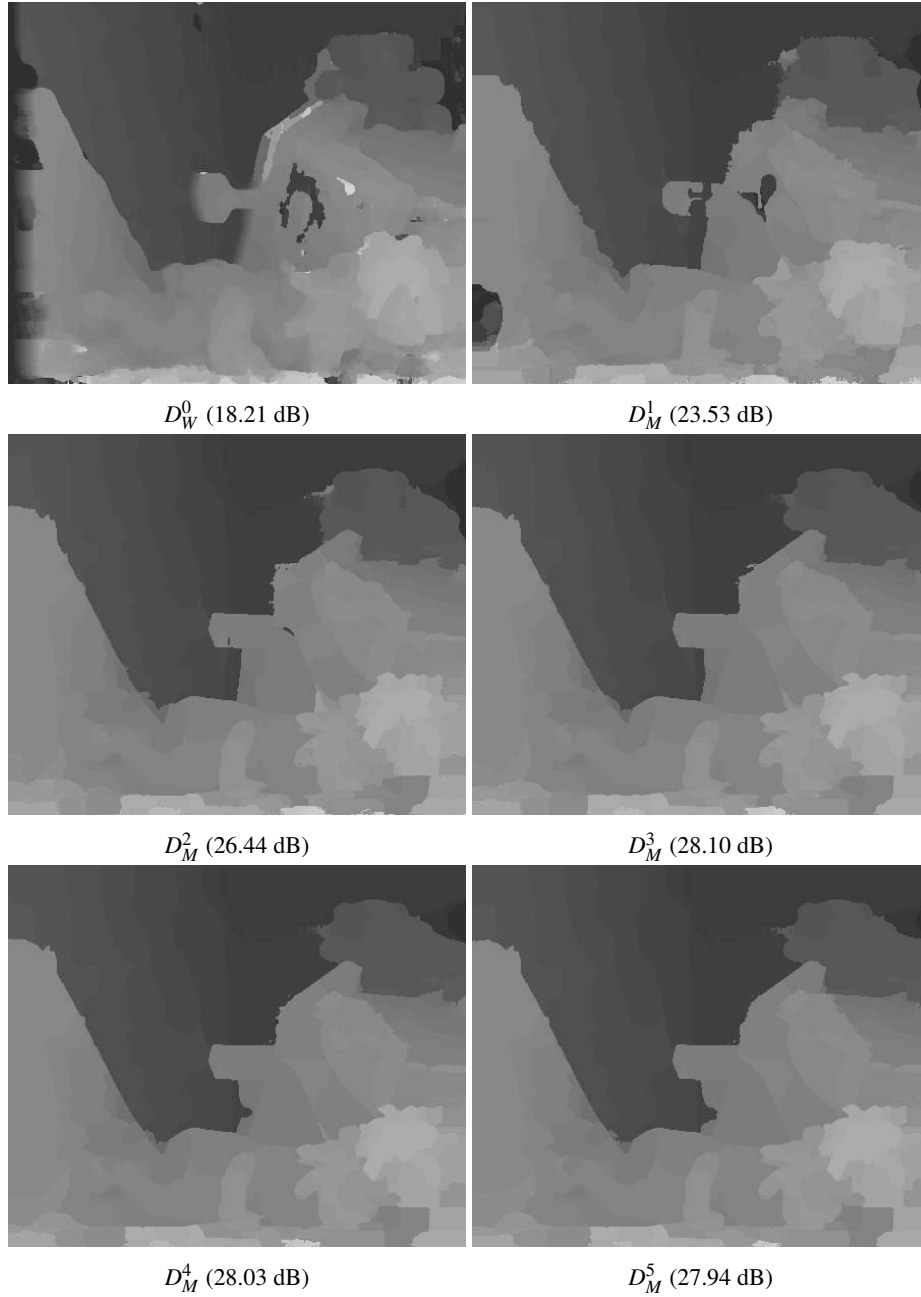 D_W^0 (18.21 dB)
D_M^1 (23.53 dB)
D_M^2 (26.44 dB)
D_M^3 (28.10 dB)
D_M^4 (28.03 dB)
D_M^5 (27.94 dB)